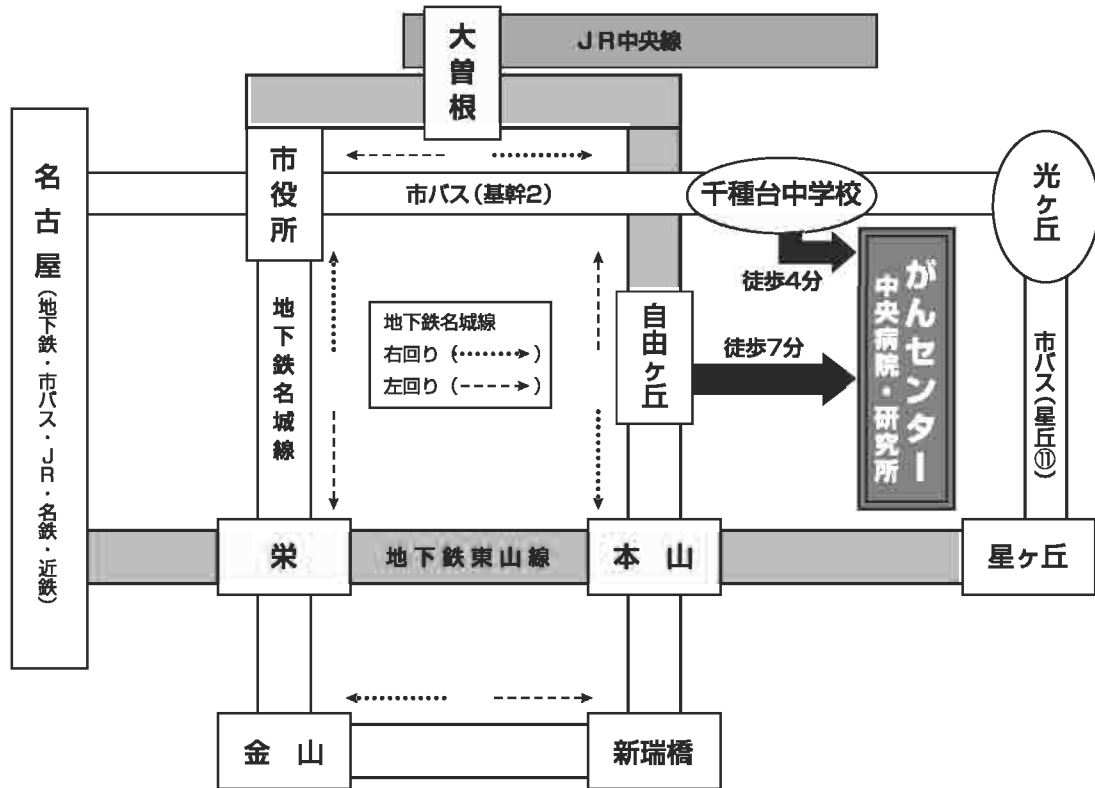 大曽根
JR中央線
名古屋(地下鉄・市バス・JR・名鉄・近鉄)
市役所
市バス(基幹2)
千種台中学校
光ヶ丘
徒歩4分
がんセンター
中央病院・研究所
地下鉄名城線
地下鉄名城線
右回り( )
左回り( )
自由ヶ丘
徒歩7分
市バス(星丘⑪)
栄
地下鉄東山線
本山
星ヶ丘
金山
新瑞橋